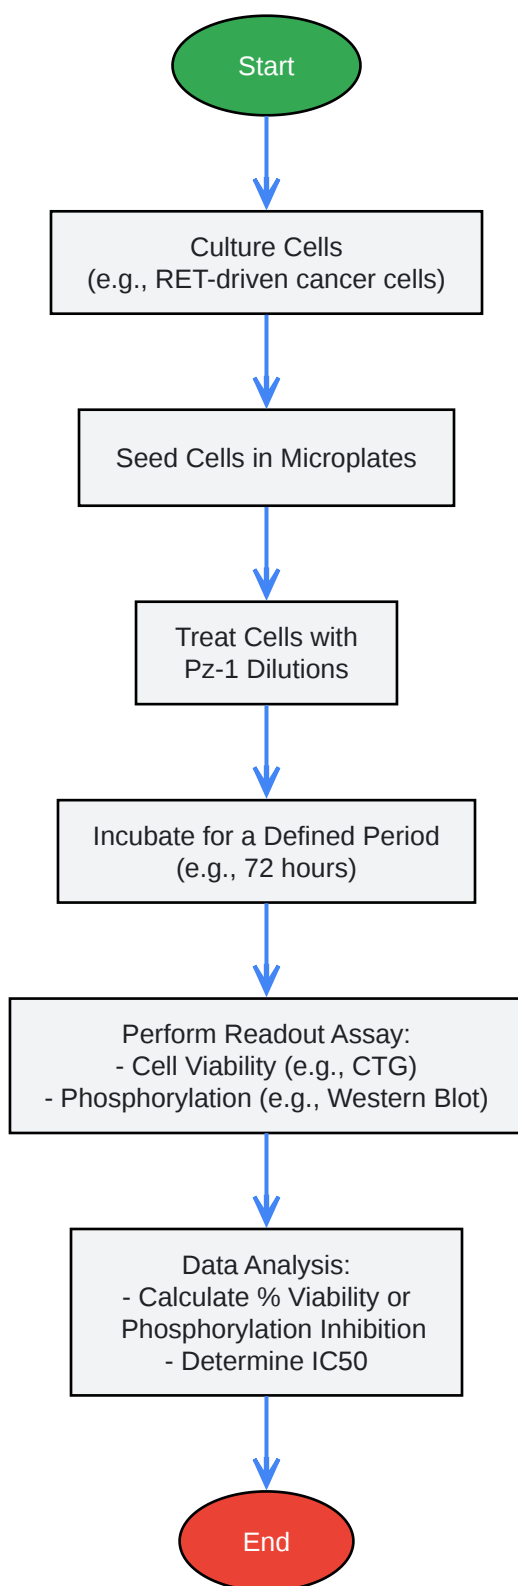 Start
Culture Cells
(e.g., RET-driven cancer cells)
Seed Cells in Microplates
Treat Cells with
Pz-1 Dilutions
Incubate for a Defined Period
(e.g., 72 hours)
Perform Readout Assay:
- Cell Viability (e.g., CTG)
- Phosphorylation (e.g., Western Blot)
Data Analysis:
- Calculate % Viability or
Phosphorylation Inhibition
- Determine IC50
End